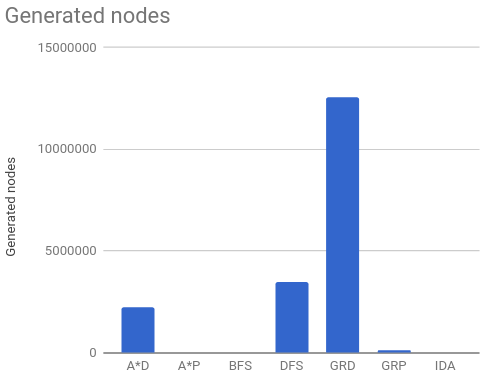 Generated nodes
15000000
10000000
5000000
0
Generated nodes
A*D A*P BFS DFS GRD GRP IDA